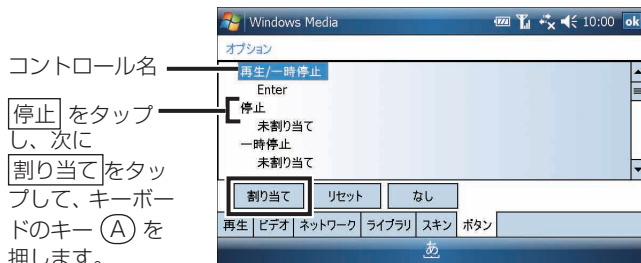 コントロール名
停止 をタップ
し、次に
割り当て をタッ
プして、キーボー
ドのキー A を
押します。
Windows Media 10:00 ok
オプション
再生/一時停止
Enter
停止
未割り当て
一時停止
未割り当て
割り当て リセット なし
再生 ビデオ ネットワーク ライブラリ スキン ボタン
あ